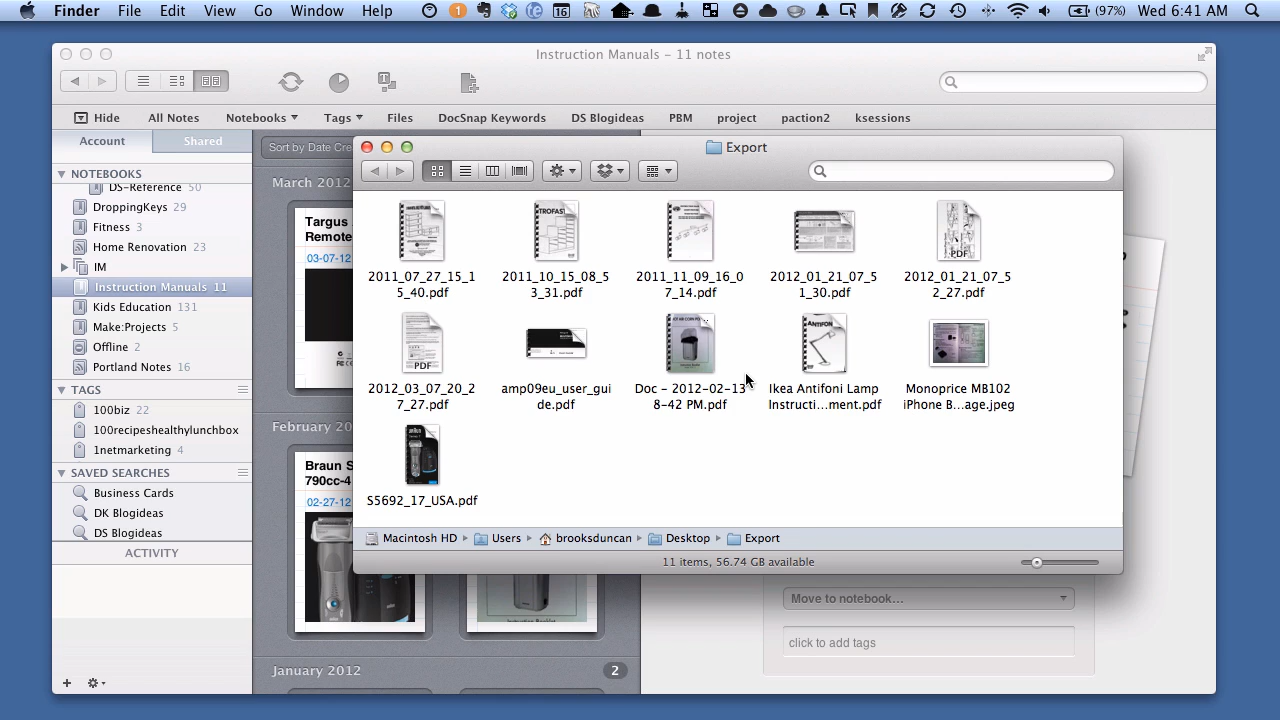 Finder File Edit View Go Window Help 1 16 (97%) Wed 6:41 AM
Instruction Manuals – 11 notes
Hide All Notes Notebooks Tags Files DocSnap Keywords DS Blogideas PBM project paction2 ksessions
Account Shared
NOTEBOOKS
DS-Reference 50
DroppingKeys 29
Fitness 3
Home Renovation 23
IM
Instruction Manuals 11
Kids Education 131
Make:Projects 5
Offline 2
Portland Notes 16
TAGS
100biz 22
100recipeshealthylunchbox
1netmarketing 4
SAVED SEARCHES
Business Cards
DK Blogideas
DS Blogideas
ACTIVITY
Sort by Date Cre
March 2012
Targus
Remote
03-07-12
February 20
Braun S
790cc-4
02-27-12
Instruction Booklet
January 2012 2
Export
TROFAST
PDF
2011_07_27_15_1
5_40.pdf
2011_10_15_08_5
3_31.pdf
2011_11_09_16_0
7_14.pdf
2012_01_21_07_5
1_30.pdf
2012_01_21_07_5
2_27.pdf
PDF
ANTIFON
2012_03_07_20_2
7_27.pdf
amp09eu_user_gui
de.pdf
Doc - 2012-02-13
8-42 PM.pdf
Ikea Antifoni Lamp
Instructi...ment.pdf
Monoprice MB102
iPhone B...age.jpeg
S5692_17_USA.pdf
Macintosh HD Users brooksduncan Desktop Export
11 items, 56.74 GB available
Move to notebook...
click to add tags